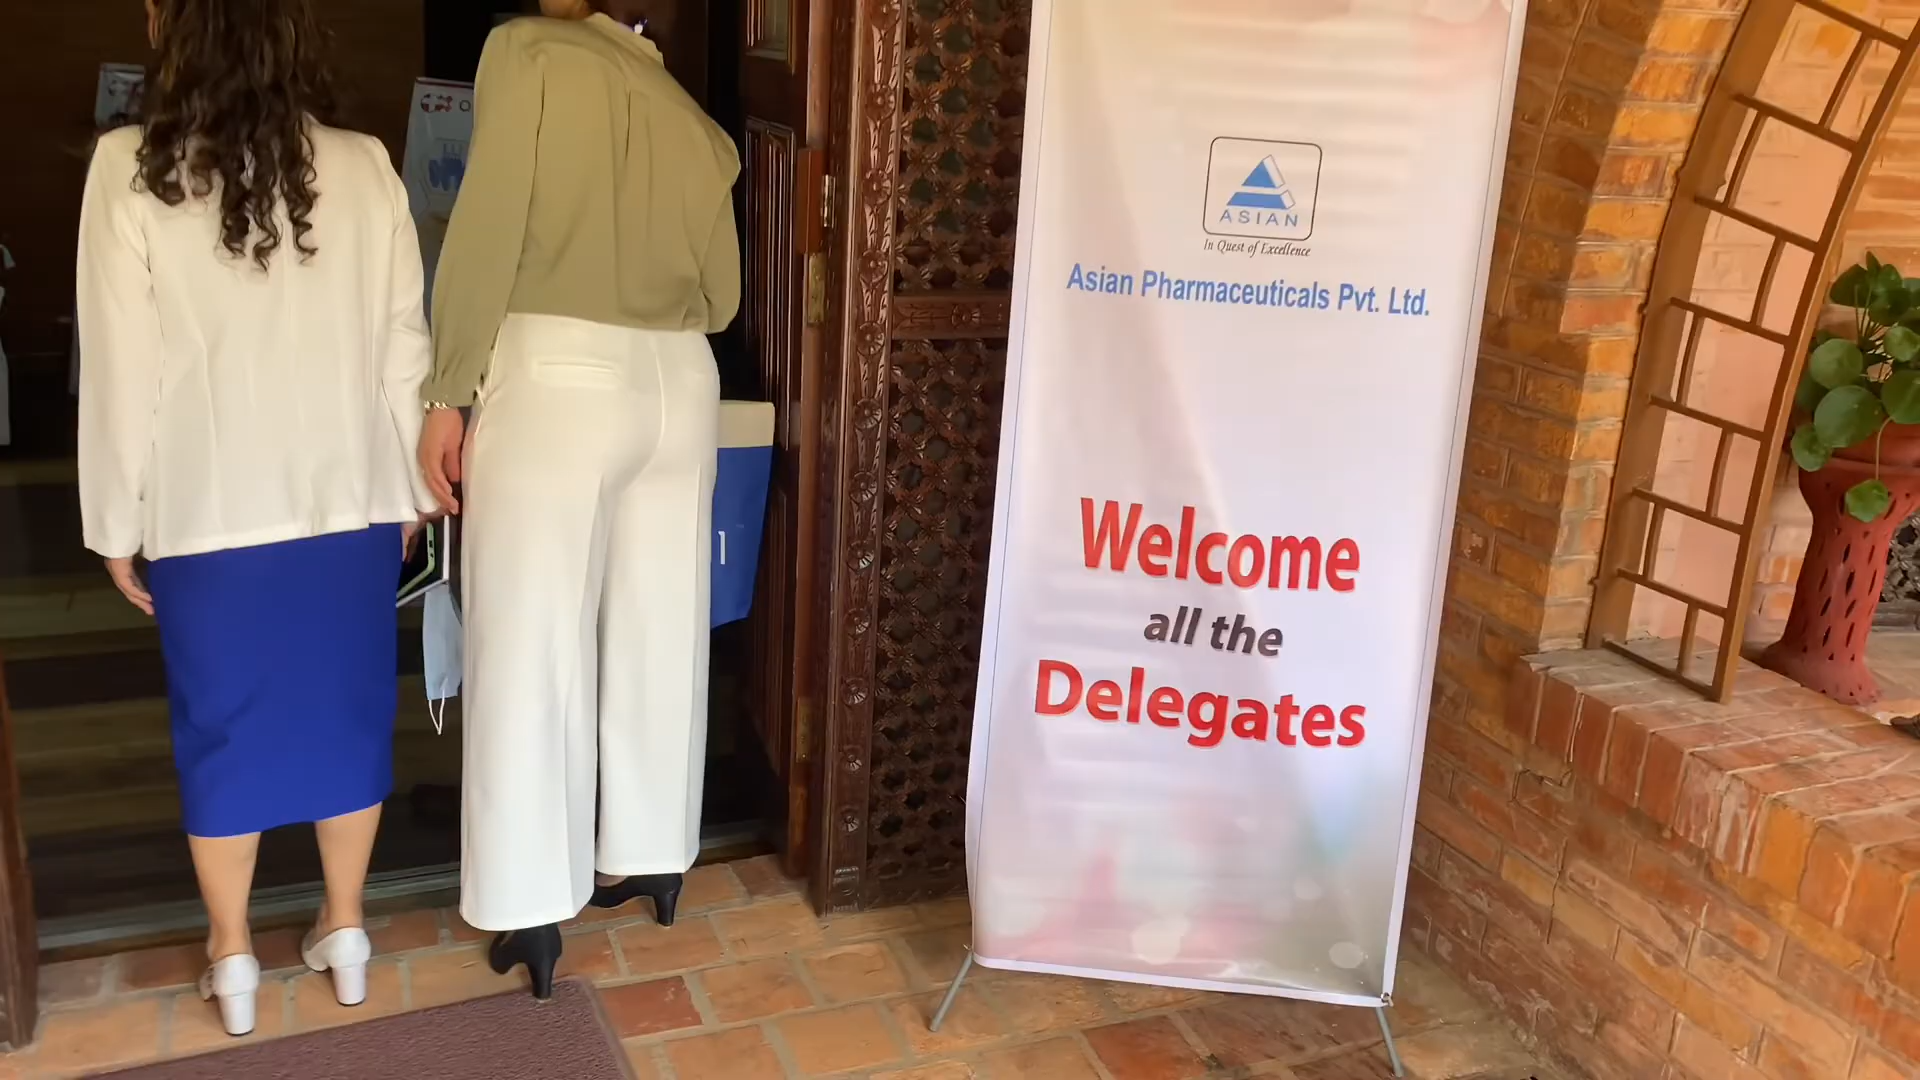 ASIAN
In Quest of Excellence
Asian Pharmaceuticals Pvt. Ltd.
Welcome
all the
Delegates